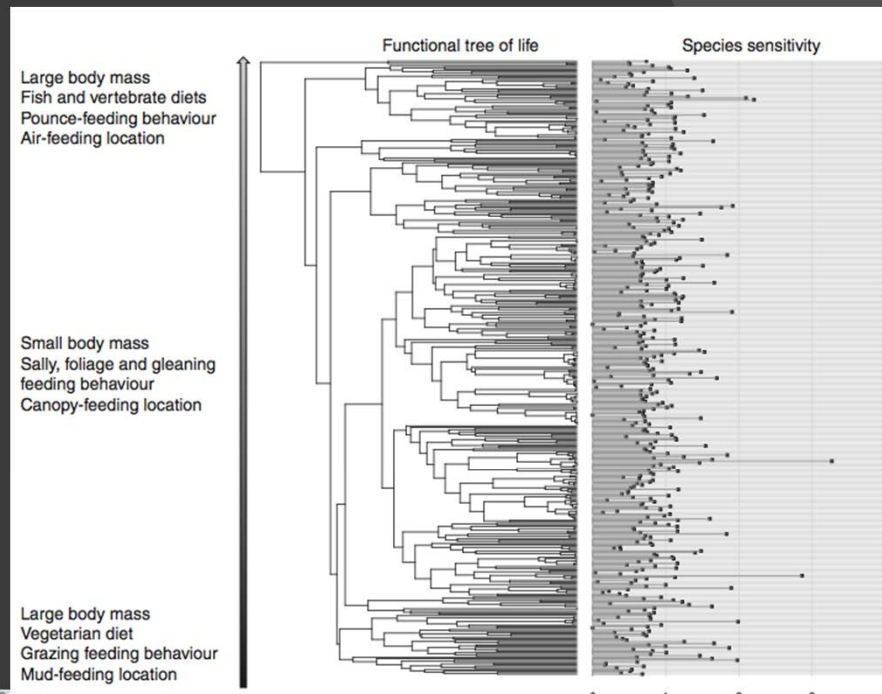 Functional tree of life
Species sensitivity
Large body mass
Fish and vertebrate diets
Pounce-feeding behaviour
Air-feeding location
Small body mass
Sally, foliage and gleaning
feeding behaviour
Canopy-feeding location
Large body mass
Vegetarian diet
Grazing feeding behaviour
Mud-feeding location